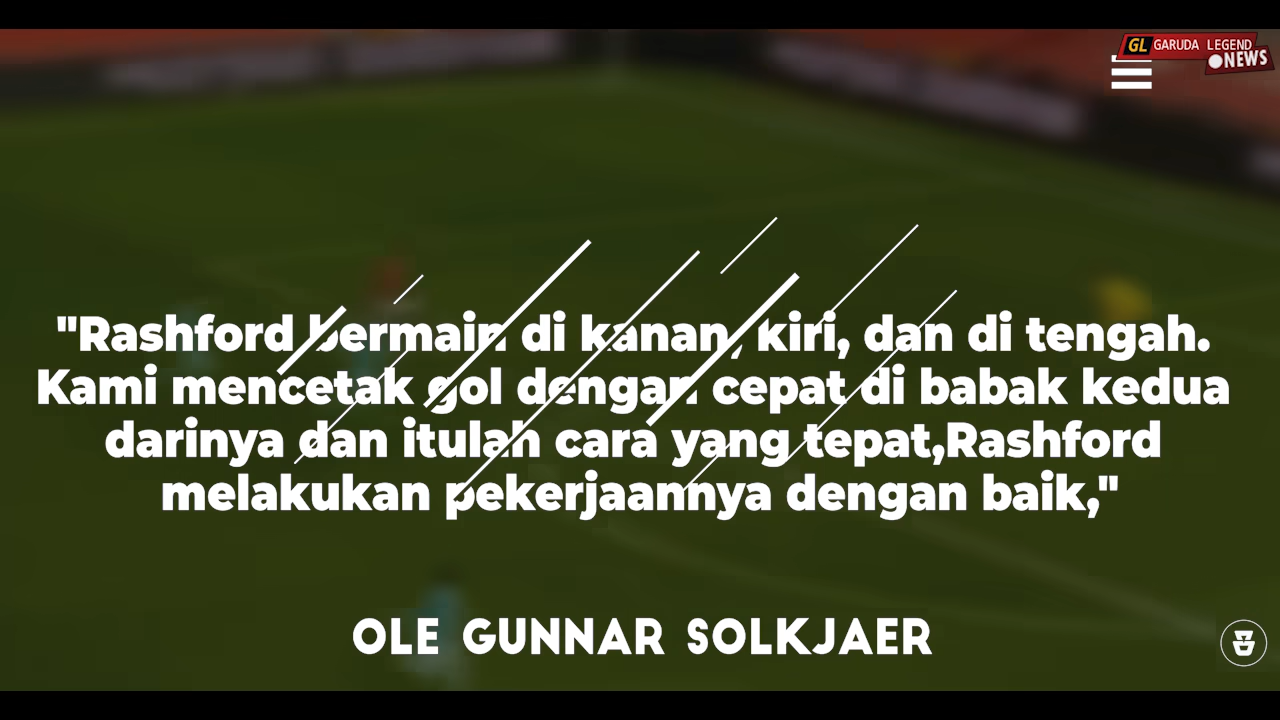 GL GARUDA LEGEND
NEWS
"Rashford bermain di kanan, kiri, dan di tengah.
Kami mencetak gol dengan cepat di babak kedua
darinya dan itulah cara yang tepat,Rashford
melakukan pekerjaannya dengan baik,"
OLE GUNNAR SOLKJAER